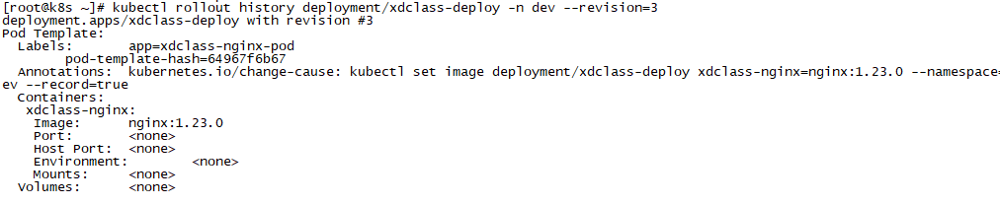 [root@k8s ~]# kubectl rollout history deployment/xdclass-deploy -n dev --revision=3
deployment.apps/xdclass-deploy with revision #3
Pod Template:
  Labels:       app=xdclass-nginx-pod
        pod-template-hash=64967f6b67
  Annotations:  kubernetes.io/change-cause: kubectl set image deployment/xdclass-deploy xdclass-nginx=nginx:1.23.0 --namespace=
ev --record=true
  Containers:
   xdclass-nginx:
    Image:      nginx:1.23.0
    Port:       <none>
    Host Port:  <none>
    Environment:        <none>
    Mounts:     <none>
  Volumes:      <none>